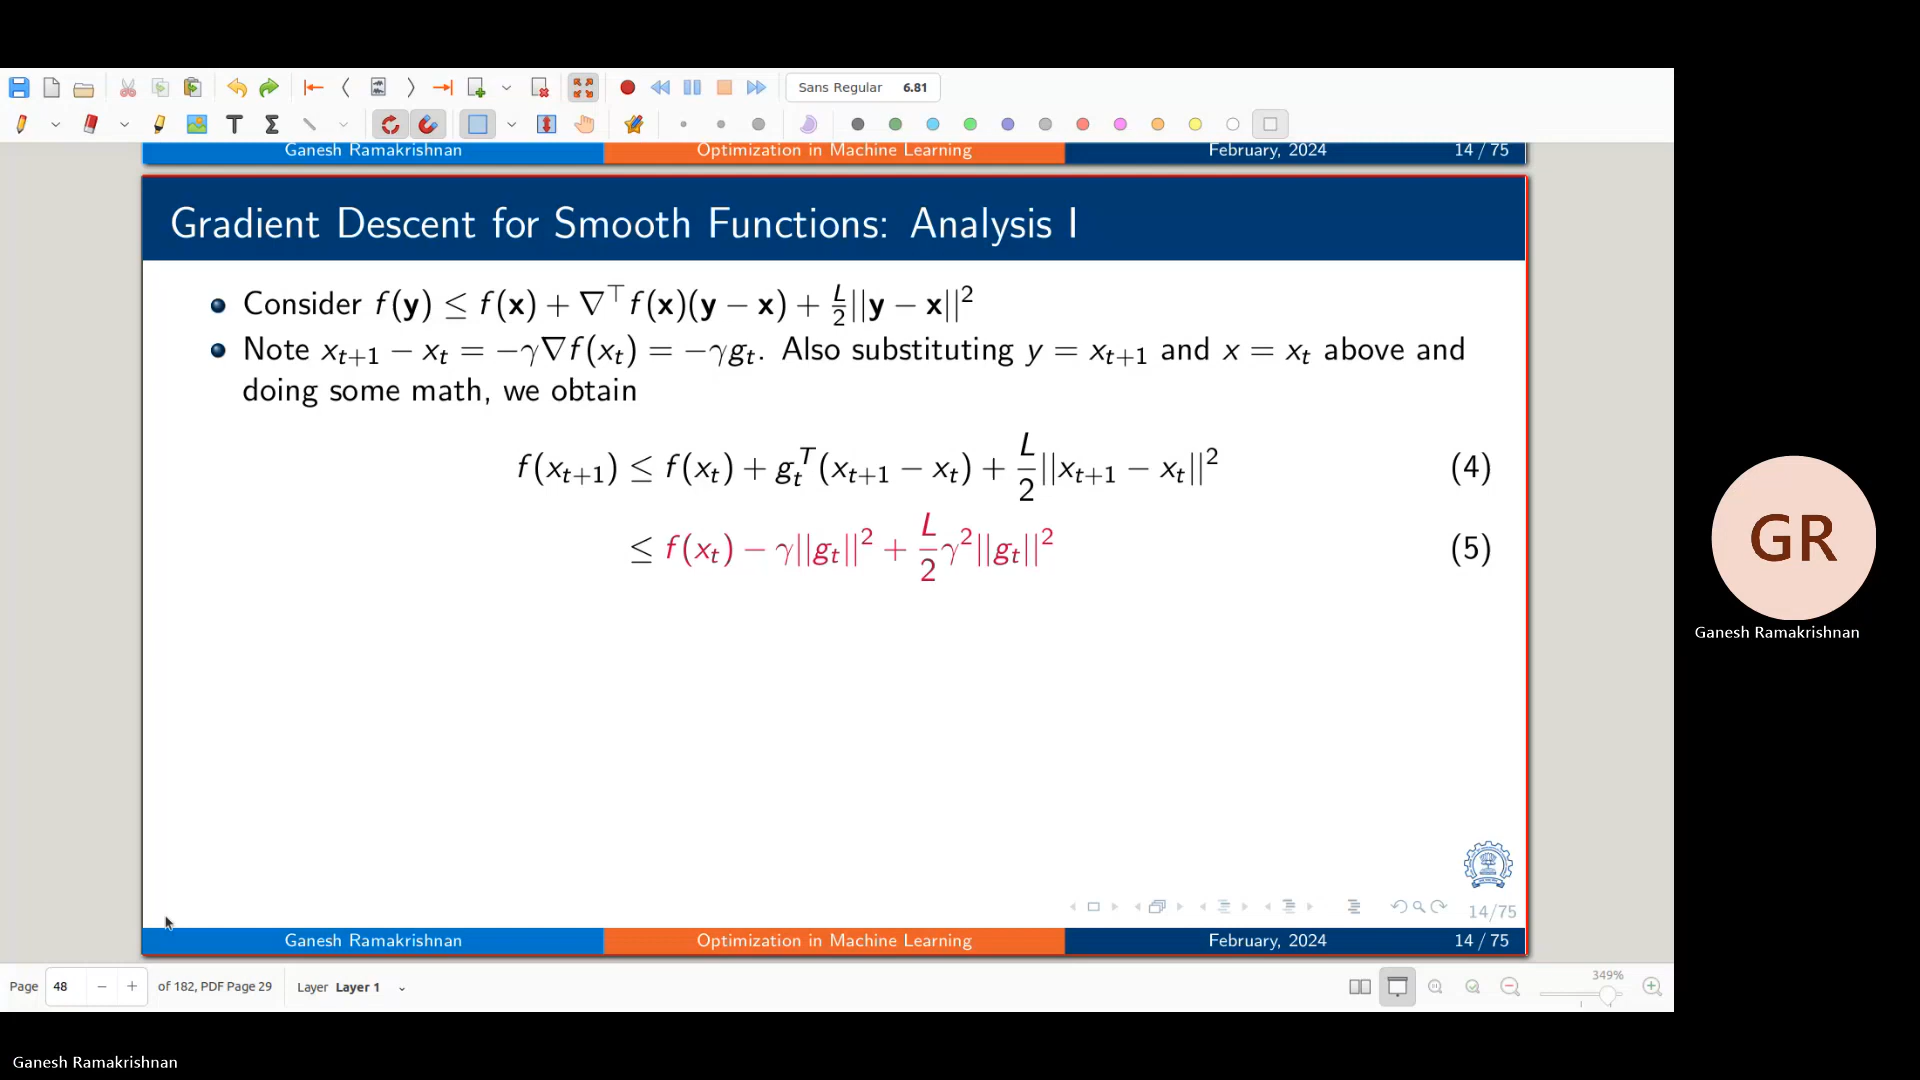 Sans Regular 6.81
Ganesh Ramakrishnan Optimization in Machine Learning February, 2024 14 / 75
Gradient Descent for Smooth Functions: Analysis I
Consider f(y) ≤ f(x) + ∇⊤f(x)(y − x) + L/2||y − x||²
Note xₜ₊₁ − xₜ = −γ∇f(xₜ) = −γgₜ. Also substituting y = xₜ₊₁ and x = xₜ above and
doing some math, we obtain
f(xₜ₊₁) ≤ f(xₜ) + gₜᵀ(xₜ₊₁ − xₜ) + L/2||xₜ₊₁ − xₜ||² (4)
≤ f(xₜ) − γ||gₜ||² + L/2γ²||gₜ||² (5)
GR
Ganesh Ramakrishnan
14/75
Ganesh Ramakrishnan Optimization in Machine Learning February, 2024 14 / 75
Page 48 − + of 182, PDF Page 29 Layer Layer 1 349%
Ganesh Ramakrishnan